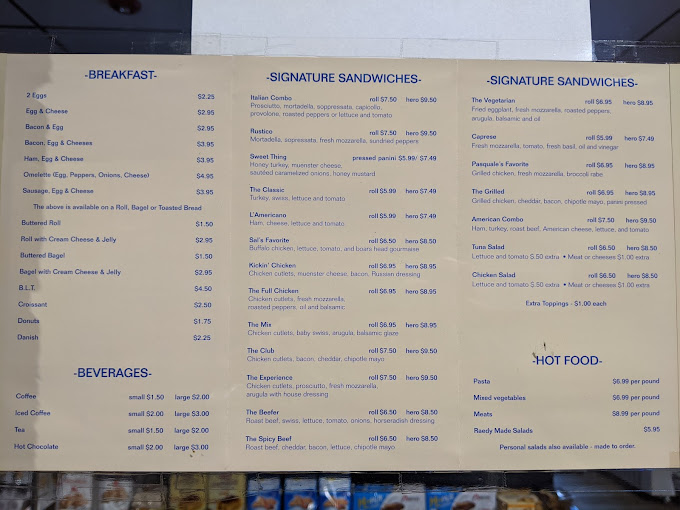 -BREAKFAST-
2 Eggs $2.25
Egg & Cheese $2.95
Bacon & Egg $2.95
Bacon, Egg & Cheeses $3.95
Ham, Egg & Cheese $3.95
Omelette (Egg, Peppers, Onions, Cheese) $4.95
Sausage, Egg & Cheese $3.95
The above is available on a Roll, Bagel or Toasted Bread
Buttered Roll $1.50
Roll with Cream Cheese & Jelly $2.95
Buttered Bagel $1.50
Bagel with Cream Cheese & Jelly $2.95
B.L.T. $4.50
Croissant $2.50
Donuts $1.75
Danish $2.25
-BEVERAGES-
Coffee small $1.50 large $2.00
Iced Coffee small $2.00 large $3.00
Tea small $1.50 large $2.00
Hot Chocolate small $2.00 large $3.00
-SIGNATURE SANDWICHES-
Italian Combo roll $7.50 hero $9.50
Prosciutto, mortadella, soppressata, capicollo,
provolone, roasted peppers or lettuce and tomato
Rustico roll $7.50 hero $9.50
Mortadella, sopressata, fresh mozzarella, sundried peppers
Sweet Thing pressed panini $5.99/ $7.49
Honey turkey, muenster cheese,
sautéed caramelized onions, honey mustard
The Classic roll $5.99 hero $7.49
Turkey, swiss, lettuce and tomato
L'Americano roll $5.99 hero $7.49
Ham, cheese, lettuce and tomato
Sal's Favorite roll $6.50 hero $8.50
Buffalo chicken, lettuce, tomato, and boars head gourmaise
Kickin' Chicken roll $6.95 hero $8.95
Chicken cutlets, muenster cheese, bacon, Russian dressing
The Full Chicken roll $6.95 hero $8.95
Chicken cutlets, fresh mozzarella,
roasted peppers, oil and balsamic
The Mix roll $6.95 hero $8.95
Chicken cutlets, baby swiss, arugula, balsamic glaze
The Club roll $7.50 hero $9.50
Chicken cutlets, bacon, cheddar, chipotle mayo
The Experience roll $7.50 hero $9.50
Chicken cutlets, prosciutto, fresh mozzarella,
arugula with house dressing
The Beefer roll $6.50 hero $8.50
Roast beef, swiss, lettuce, tomato, onions, horseradish dressing
The Spicy Beef roll $6.50 hero $8.50
Roast beef, cheddar, bacon, lettuce, chipotle mayo
-SIGNATURE SANDWICHES-
The Vegetarian roll $6.95 hero $8.95
Fried eggplant, fresh mozzarella, roasted peppers,
arugula, balsamic and oil
Caprese roll $5.99 hero $7.49
Fresh mozzarella, tomato, fresh basil, oil and vinegar
Pasquale's Favorite roll $6.95 hero $8.95
Grilled chicken, fresh mozzarella, broccoli rabe
The Grilled roll $6.95 hero $8.95
Grilled chicken, cheddar, bacon, chipotle mayo, panini pressed
American Combo roll $7.50 hero $9.50
Ham, turkey, roast beef, American cheese, lettuce, and tomato
Tuna Salad roll $6.50 hero $8.50
Lettuce and tomato $.50 extra • Meat or cheeses $1.00 extra
Chicken Salad roll $6.50 hero $8.50
Lettuce and tomato $.50 extra • Meat or cheeses $1.00 extra
Extra Toppings - $1.00 each
-HOT FOOD-
Pasta $6.99 per pound
Mixed vegetables $6.99 per pound
Meats $8.99 per pound
Raedy Made Salads $5.95
Personal salads also available - made to order.